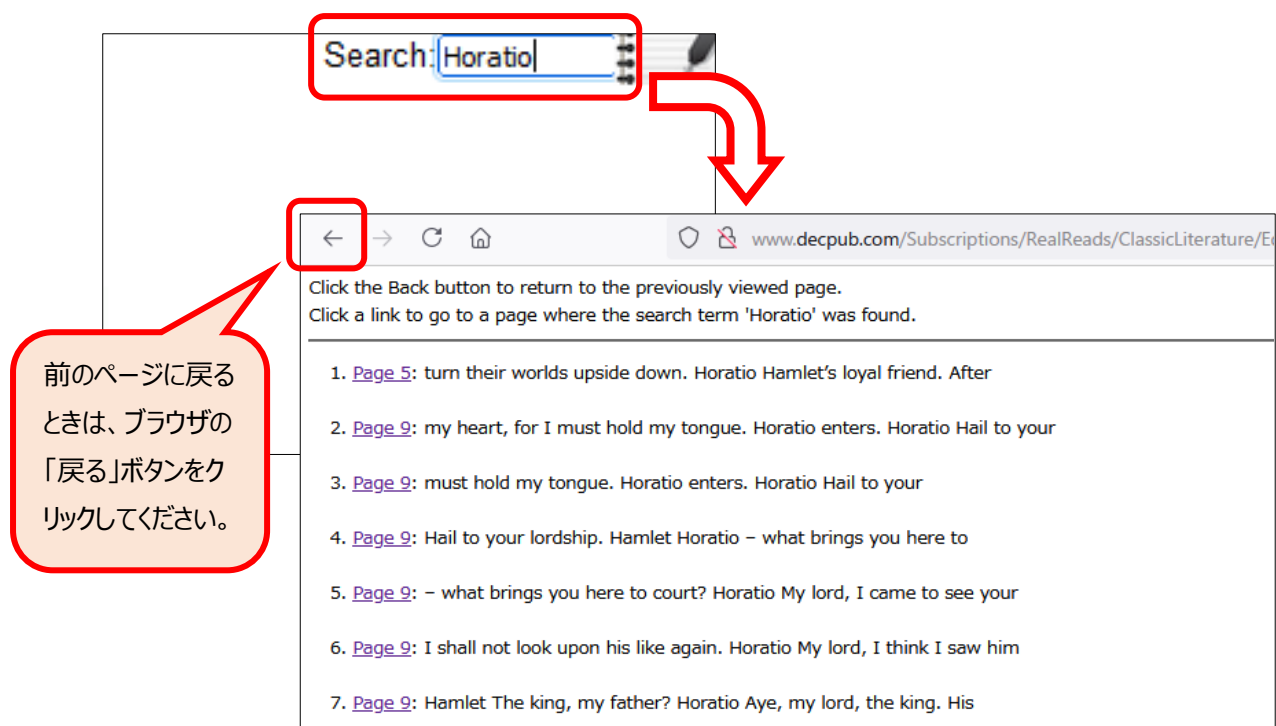 Search: Horatio
www.decpub.com/Subscriptions/RealReads/ClassicLiterature/
Click the Back button to return to the previously viewed page.
Click a link to go to a page where the search term 'Horatio' was found.
前のページに戻る
ときは、ブラウザの
「戻る」ボタンをク
リックしてください。
1. Page 5: turn their worlds upside down. Horatio Hamlet’s loyal friend. After
2. Page 9: my heart, for I must hold my tongue. Horatio enters. Horatio Hail to your
3. Page 9: must hold my tongue. Horatio enters. Horatio Hail to your
4. Page 9: Hail to your lordship. Hamlet Horatio – what brings you here to
5. Page 9: – what brings you here to court? Horatio My lord, I came to see your
6. Page 9: I shall not look upon his like again. Horatio My lord, I think I saw him
7. Page 9: Hamlet The king, my father? Horatio Aye, my lord, the king. His